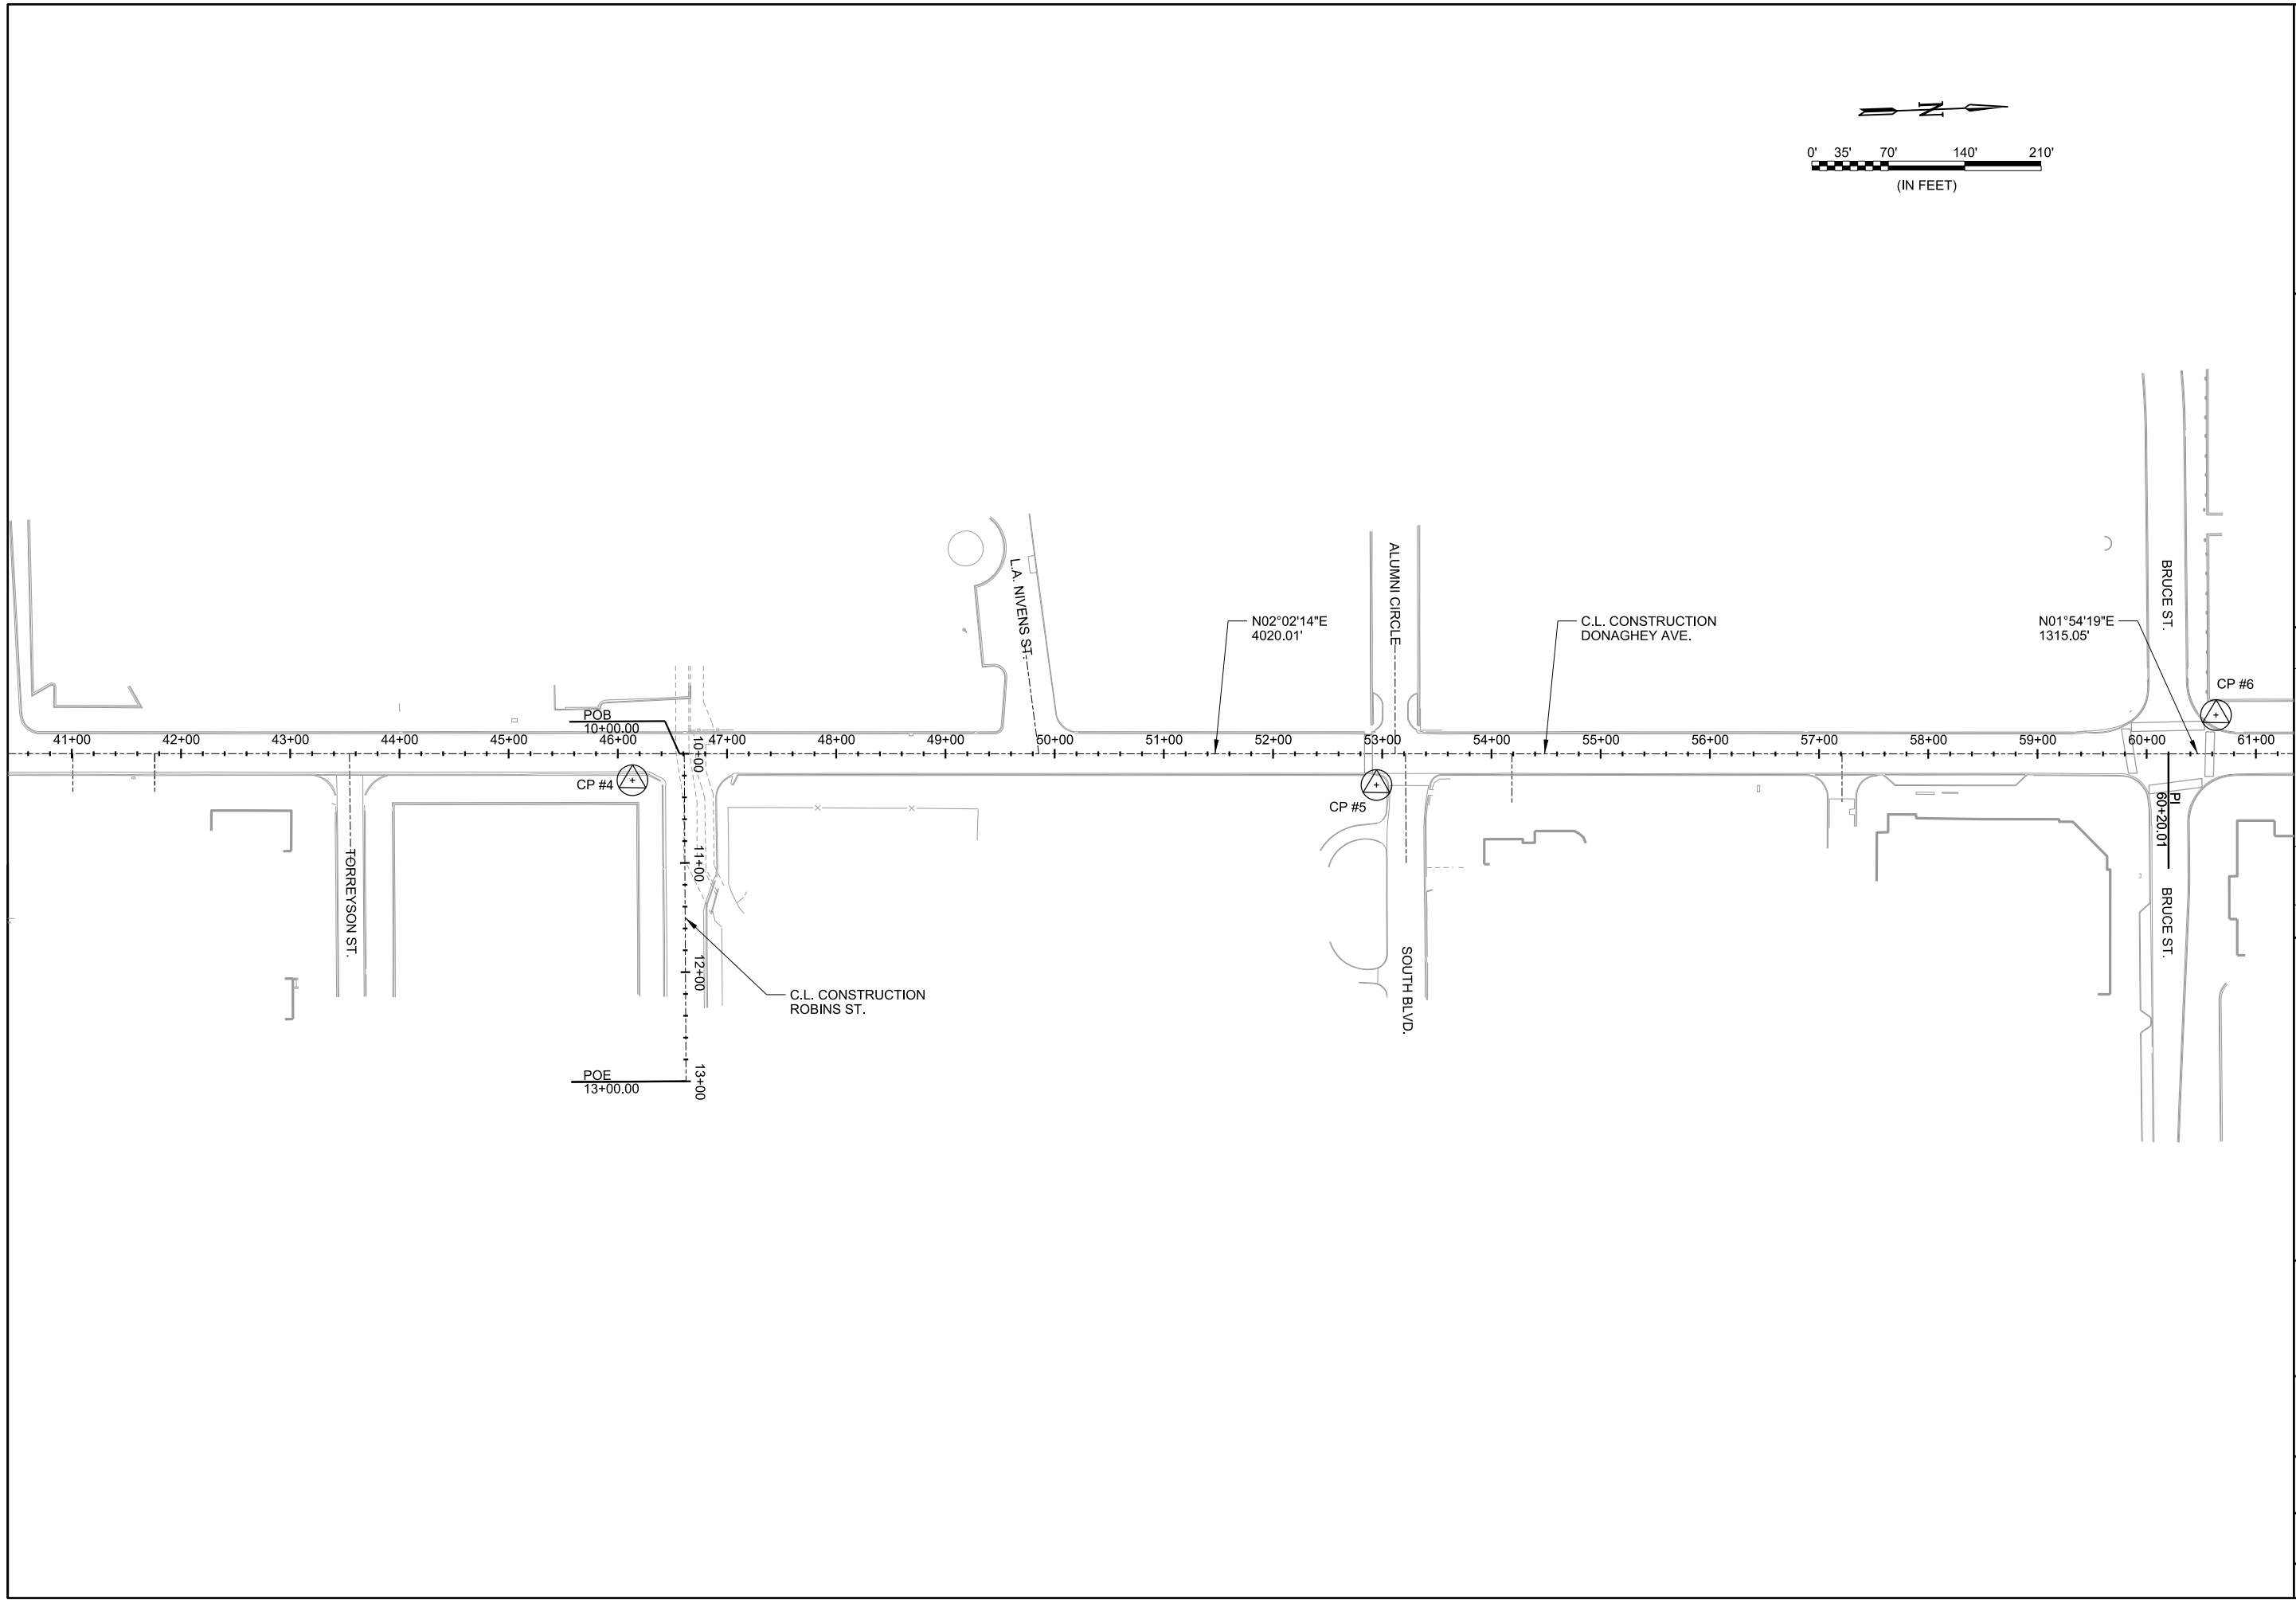 N
0' 35' 70' 140' 210'
(IN FEET)
L.A. NIVENS ST.
ALUMNI CIRCLE
BRUCE ST.
N02°02'14"E
4020.01'
C.L. CONSTRUCTION
DONAGHEY AVE.
N01°54'19"E
1315.05'
CP #6
POB
10+00.00
41+00 42+00 43+00 44+00 45+00 46+00 47+00 48+00 49+00 50+00 51+00 52+00 53+00 54+00 55+00 56+00 57+00 58+00 59+00 60+00 61+00
10+00
CP #4
CP #5
PI
60+20.01
11+00
TORREYSON ST.
BRUCE ST.
SOUTH BLVD.
12+00
C.L. CONSTRUCTION
ROBINS ST.
13+00
POE
13+00.00